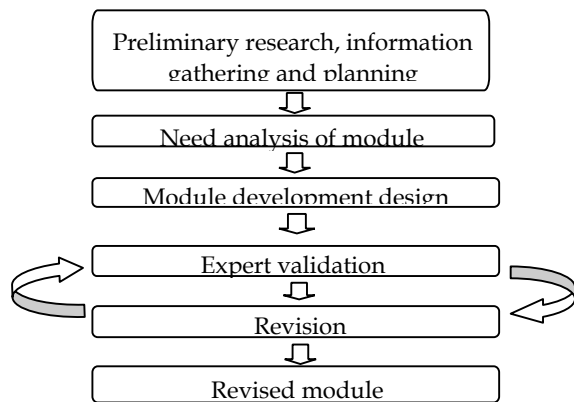 Preliminary research, information
gathering and planning
Need analysis of module
Module development design
Expert validation
Revision
Revised module